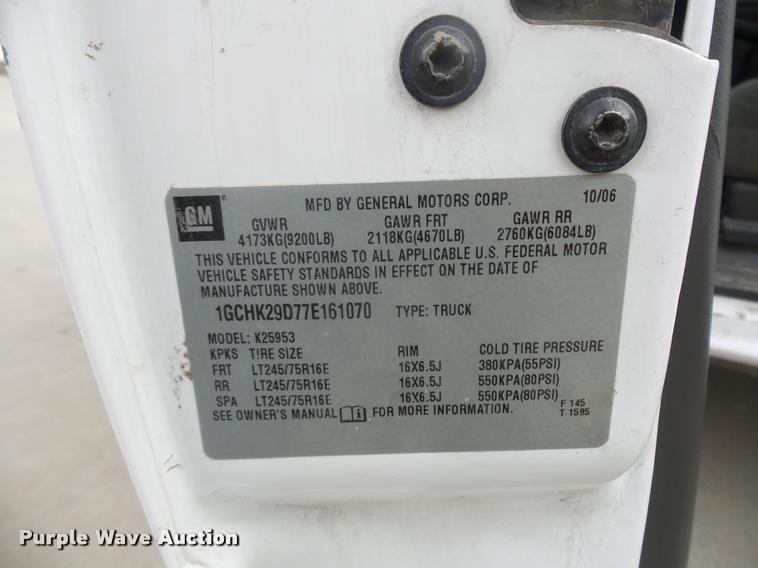 GM
MFD BY GENERAL MOTORS CORP. 10/06
GVWR GAWR FRT GAWR RR
4173KG(9200LB) 2118KG(4670LB) 2760KG(6084LB)
THIS VEHICLE CONFORMS TO ALL APPLICABLE U.S. FEDERAL MOTOR
VEHICLE SAFETY STANDARDS IN EFFECT ON THE DATE OF
MANUFACTURE SHOWN ABOVE.
1GCHK29D77E161070 TYPE: TRUCK
MODEL: K25953
KPKS TIRE SIZE RIM COLD TIRE PRESSURE
FRT LT245/75R16E 16X6.5J 380KPA(55PSI)
RR LT245/75R16E 16X6.5J 550KPA(80PSI)
SPA LT245/75R16E 16X6.5J 550KPA(80PSI)
SEE OWNER'S MANUAL FOR MORE INFORMATION. F 145
T 1595
Purple Wave Auction